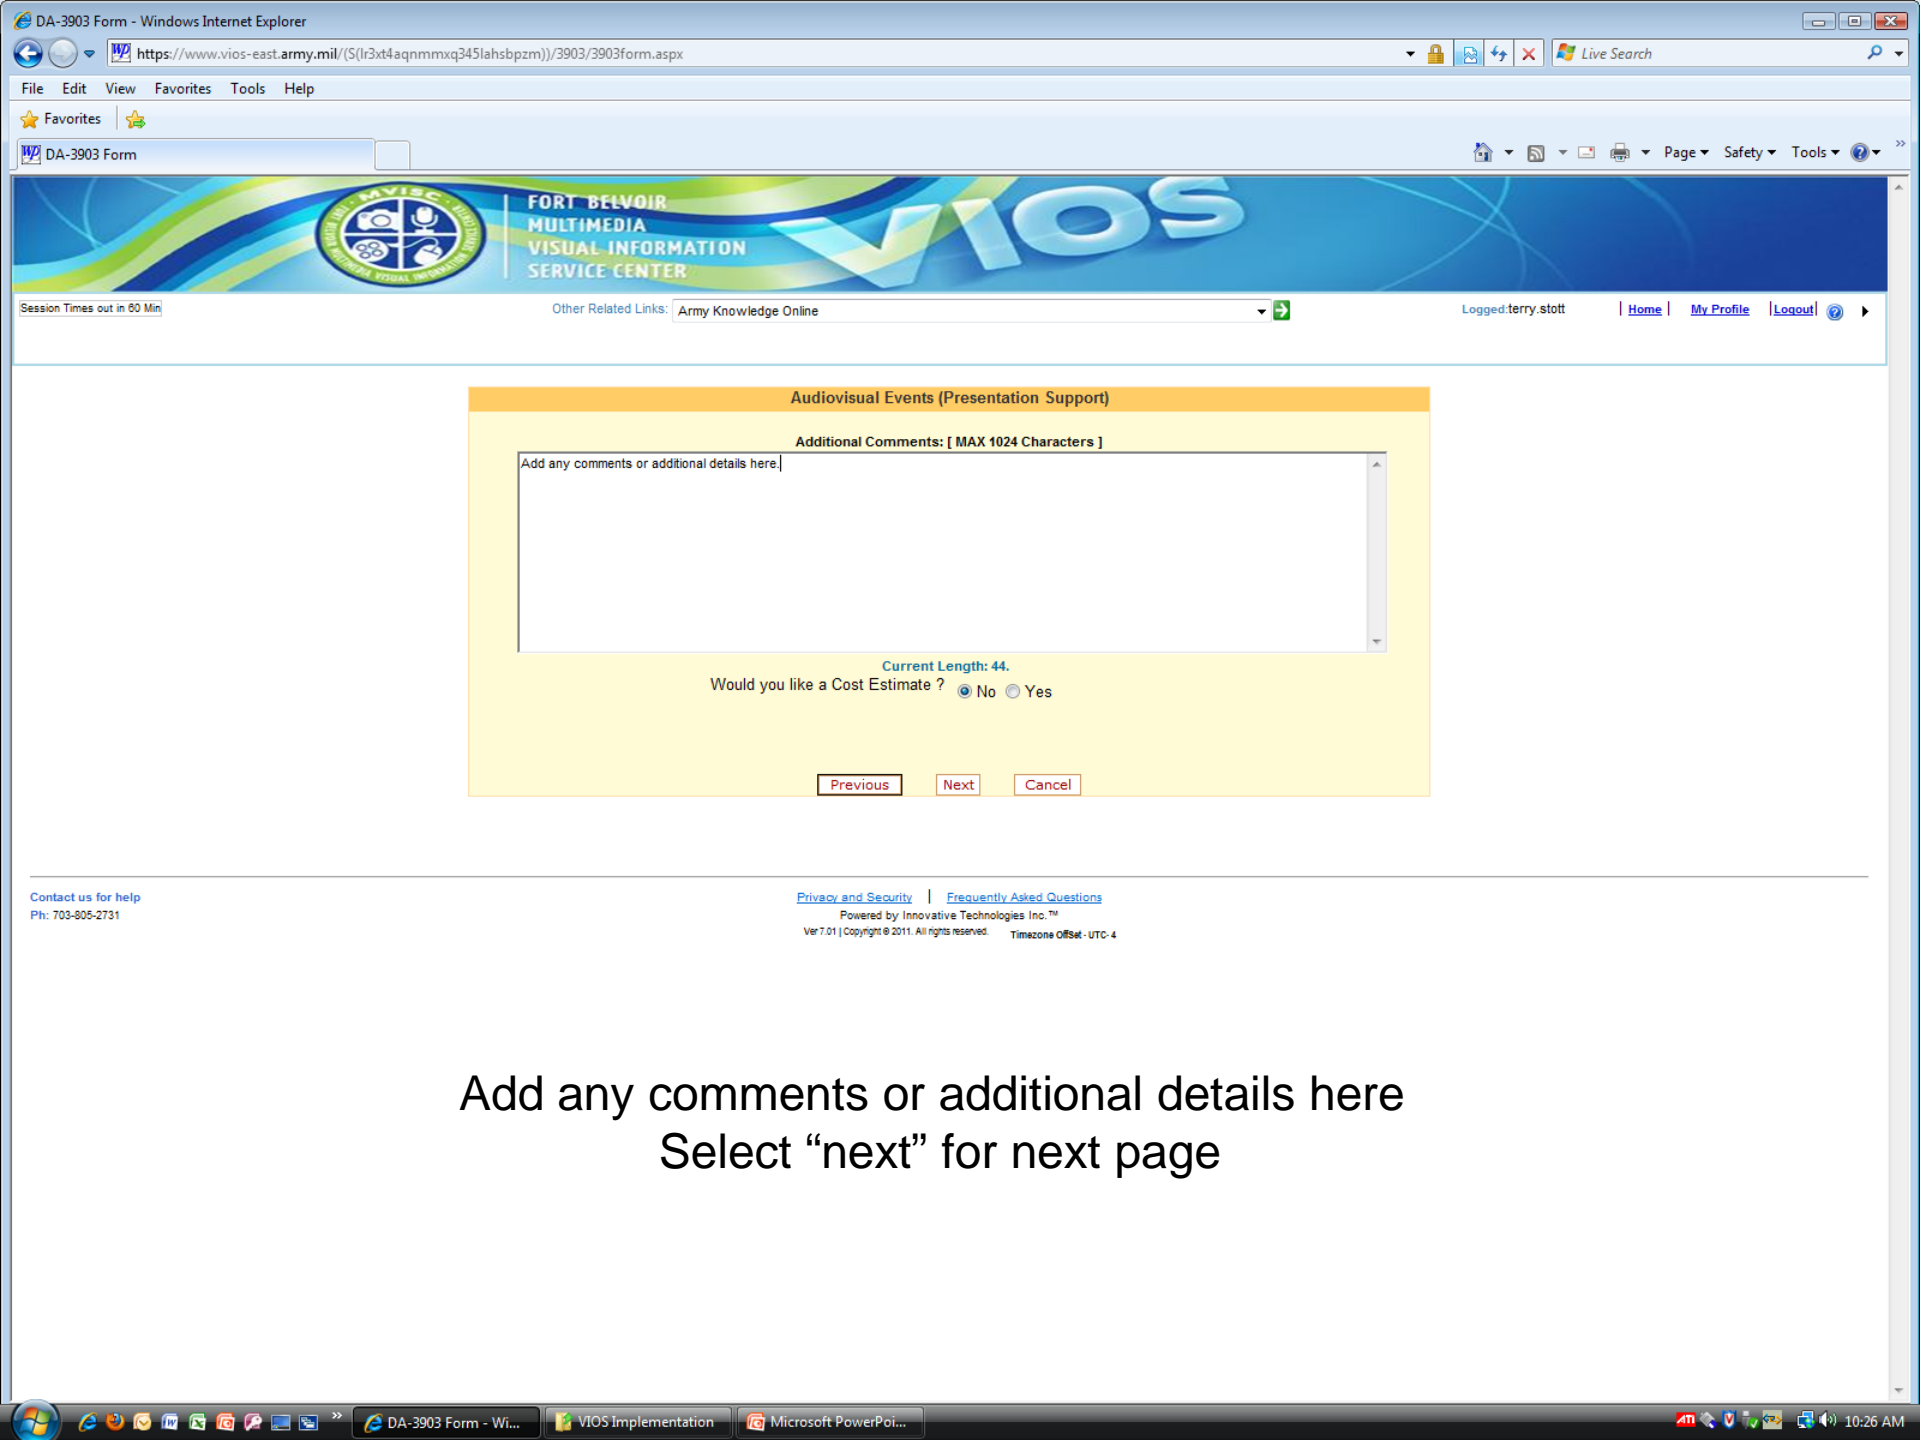 DA-3903 Form - Windows Internet Explorer
https://www.vios-east.army.mil/(S(lr3xt4aqnmmxq345lahsbpzm))/3903/3903form.aspx
Live Search
File Edit View Favorites Tools Help
Favorites
DA-3903 Form
Page Safety Tools
MVISC
FORT BELVOIR
MULTIMEDIA
VISUAL INFORMATION
SERVICE CENTER
VIOS
Session Times out in 60 Min
Other Related Links: Army Knowledge Online
Logged:terry.stott | Home | My Profile | Logout |
Audiovisual Events (Presentation Support)
Additional Comments: [ MAX 1024 Characters ]
Add any comments or additional details here.
Current Length: 44.
Would you like a Cost Estimate ? No Yes
Previous Next Cancel
Contact us for help
Ph: 703-805-2731
Privacy and Security | Frequently Asked Questions
Powered by Innovative Technologies Inc.™
Ver 7.01 | Copyright © 2011. All rights reserved. Timezone OffSet - UTC- 4
Add any comments or additional details here
Select “next” for next page
DA-3903 Form - Wi...
VIOS Implementation
Microsoft PowerPoi...
ATI
10:26 AM